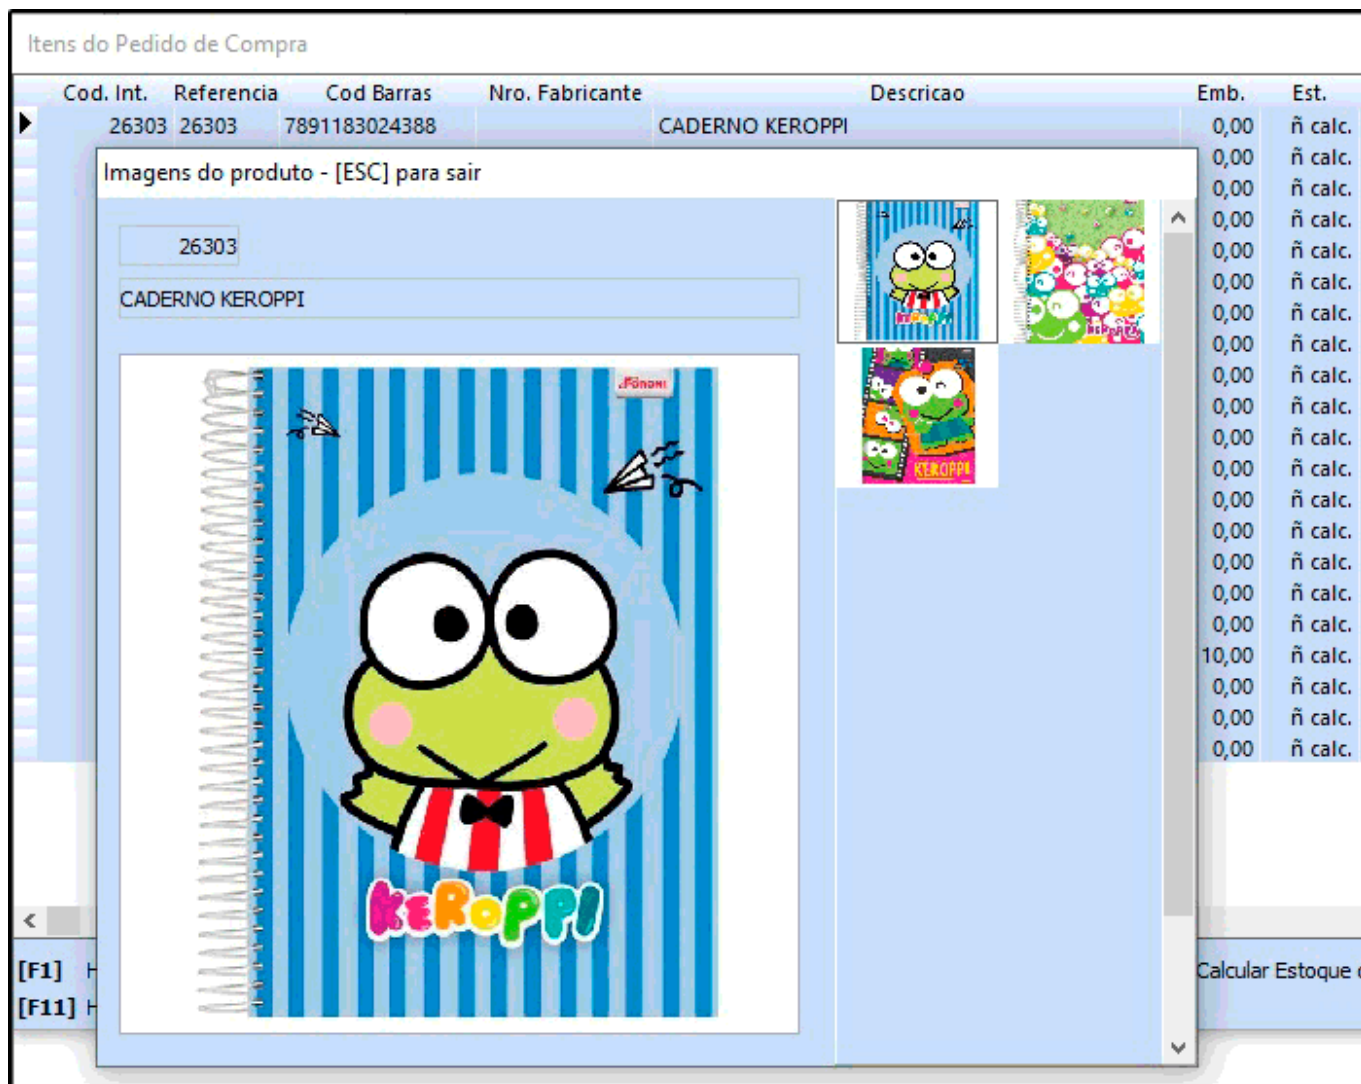 Itens do Pedido de Compra
Cod. Int. Referencia Cod Barras Nro. Fabricante Descricao Emb. Est.
26303 26303 7891183024388 CADERNO KEROPPI 0,00 ñ calc.
0,00 ñ calc.
Imagens do produto - [ESC] para sair
0,00 ñ calc.
0,00 ñ calc.
26303
0,00 ñ calc.
0,00 ñ calc.
CADERNO KEROPPI
0,00 ñ calc.
KEROPPI
KEROPPI
0,00 ñ calc.
0,00 ñ calc.
0,00 ñ calc.
0,00 ñ calc.
KEROPPI
0,00 ñ calc.
0,00 ñ calc.
0,00 ñ calc.
0,00 ñ calc.
0,00 ñ calc.
0,00 ñ calc.
10,00 ñ calc.
0,00 ñ calc.
0,00 ñ calc.
0,00 ñ calc.
KEROPPI
[F1] H
Calcular Estoque
[F11] H